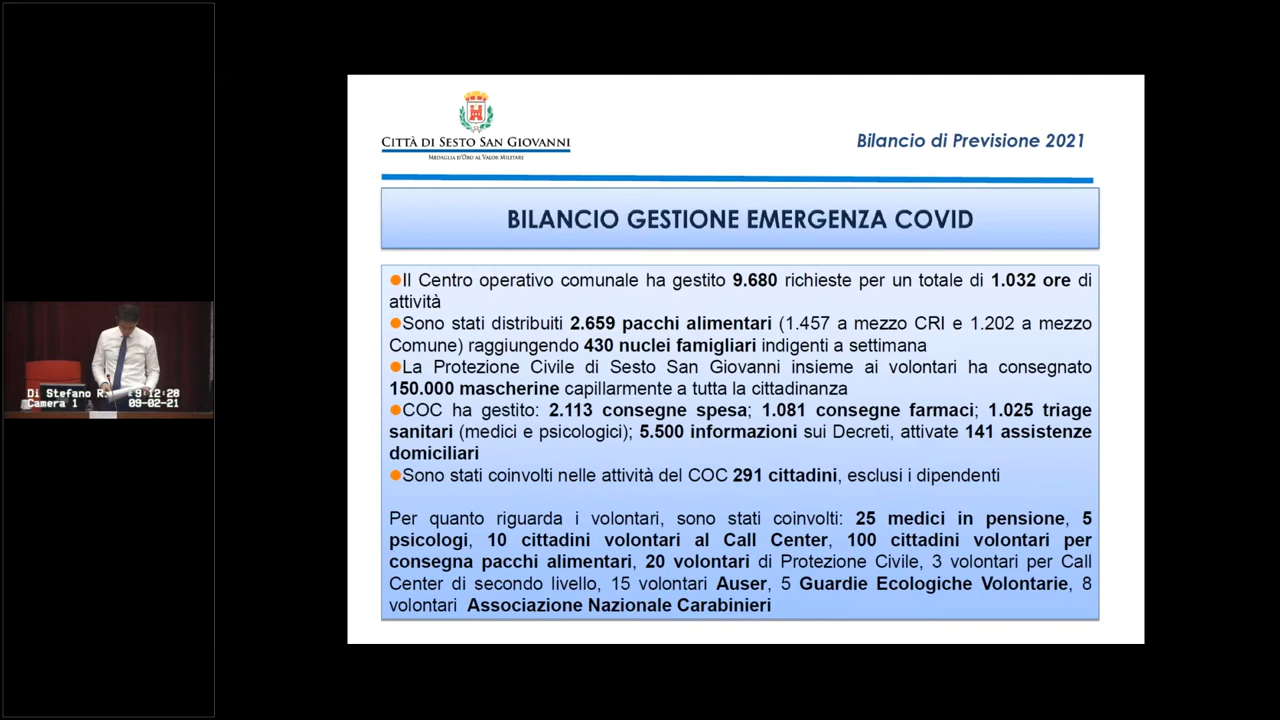 CITTÀ DI SESTO SAN GIOVANNI
MEDAGLIA D'ORO AL VALOR MILITARE
Bilancio di Previsione 2021
BILANCIO GESTIONE EMERGENZA COVID
●Il Centro operativo comunale ha gestito 9.680 richieste per un totale di 1.032 ore di
attività
●Sono stati distribuiti 2.659 pacchi alimentari (1.457 a mezzo CRI e 1.202 a mezzo
Comune) raggiungendo 430 nuclei famigliari indigenti a settimana
●La Protezione Civile di Sesto San Giovanni insieme ai volontari ha consegnato
150.000 mascherine capillarmente a tutta la cittadinanza
●COC ha gestito: 2.113 consegne spesa; 1.081 consegne farmaci; 1.025 triage
sanitari (medici e psicologici); 5.500 informazioni sui Decreti, attivate 141 assistenze
domiciliari
●Sono stati coinvolti nelle attività del COC 291 cittadini, esclusi i dipendenti
Per quanto riguarda i volontari, sono stati coinvolti: 25 medici in pensione, 5
psicologi, 10 cittadini volontari al Call Center, 100 cittadini volontari per
consegna pacchi alimentari, 20 volontari di Protezione Civile, 3 volontari per Call
Center di secondo livello, 15 volontari Auser, 5 Guardie Ecologiche Volontarie, 8
volontari Associazione Nazionale Carabinieri
Di Stefano R. 19:12:28
Camera 1 09-02-21